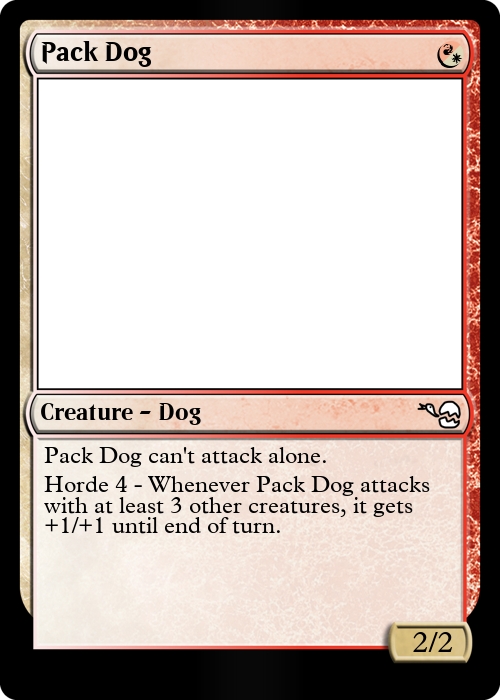 Pack Dog
Creature – Dog
Pack Dog can't attack alone.
Horde 4 - Whenever Pack Dog attacks
with at least 3 other creatures, it gets
+1/+1 until end of turn.
2/2